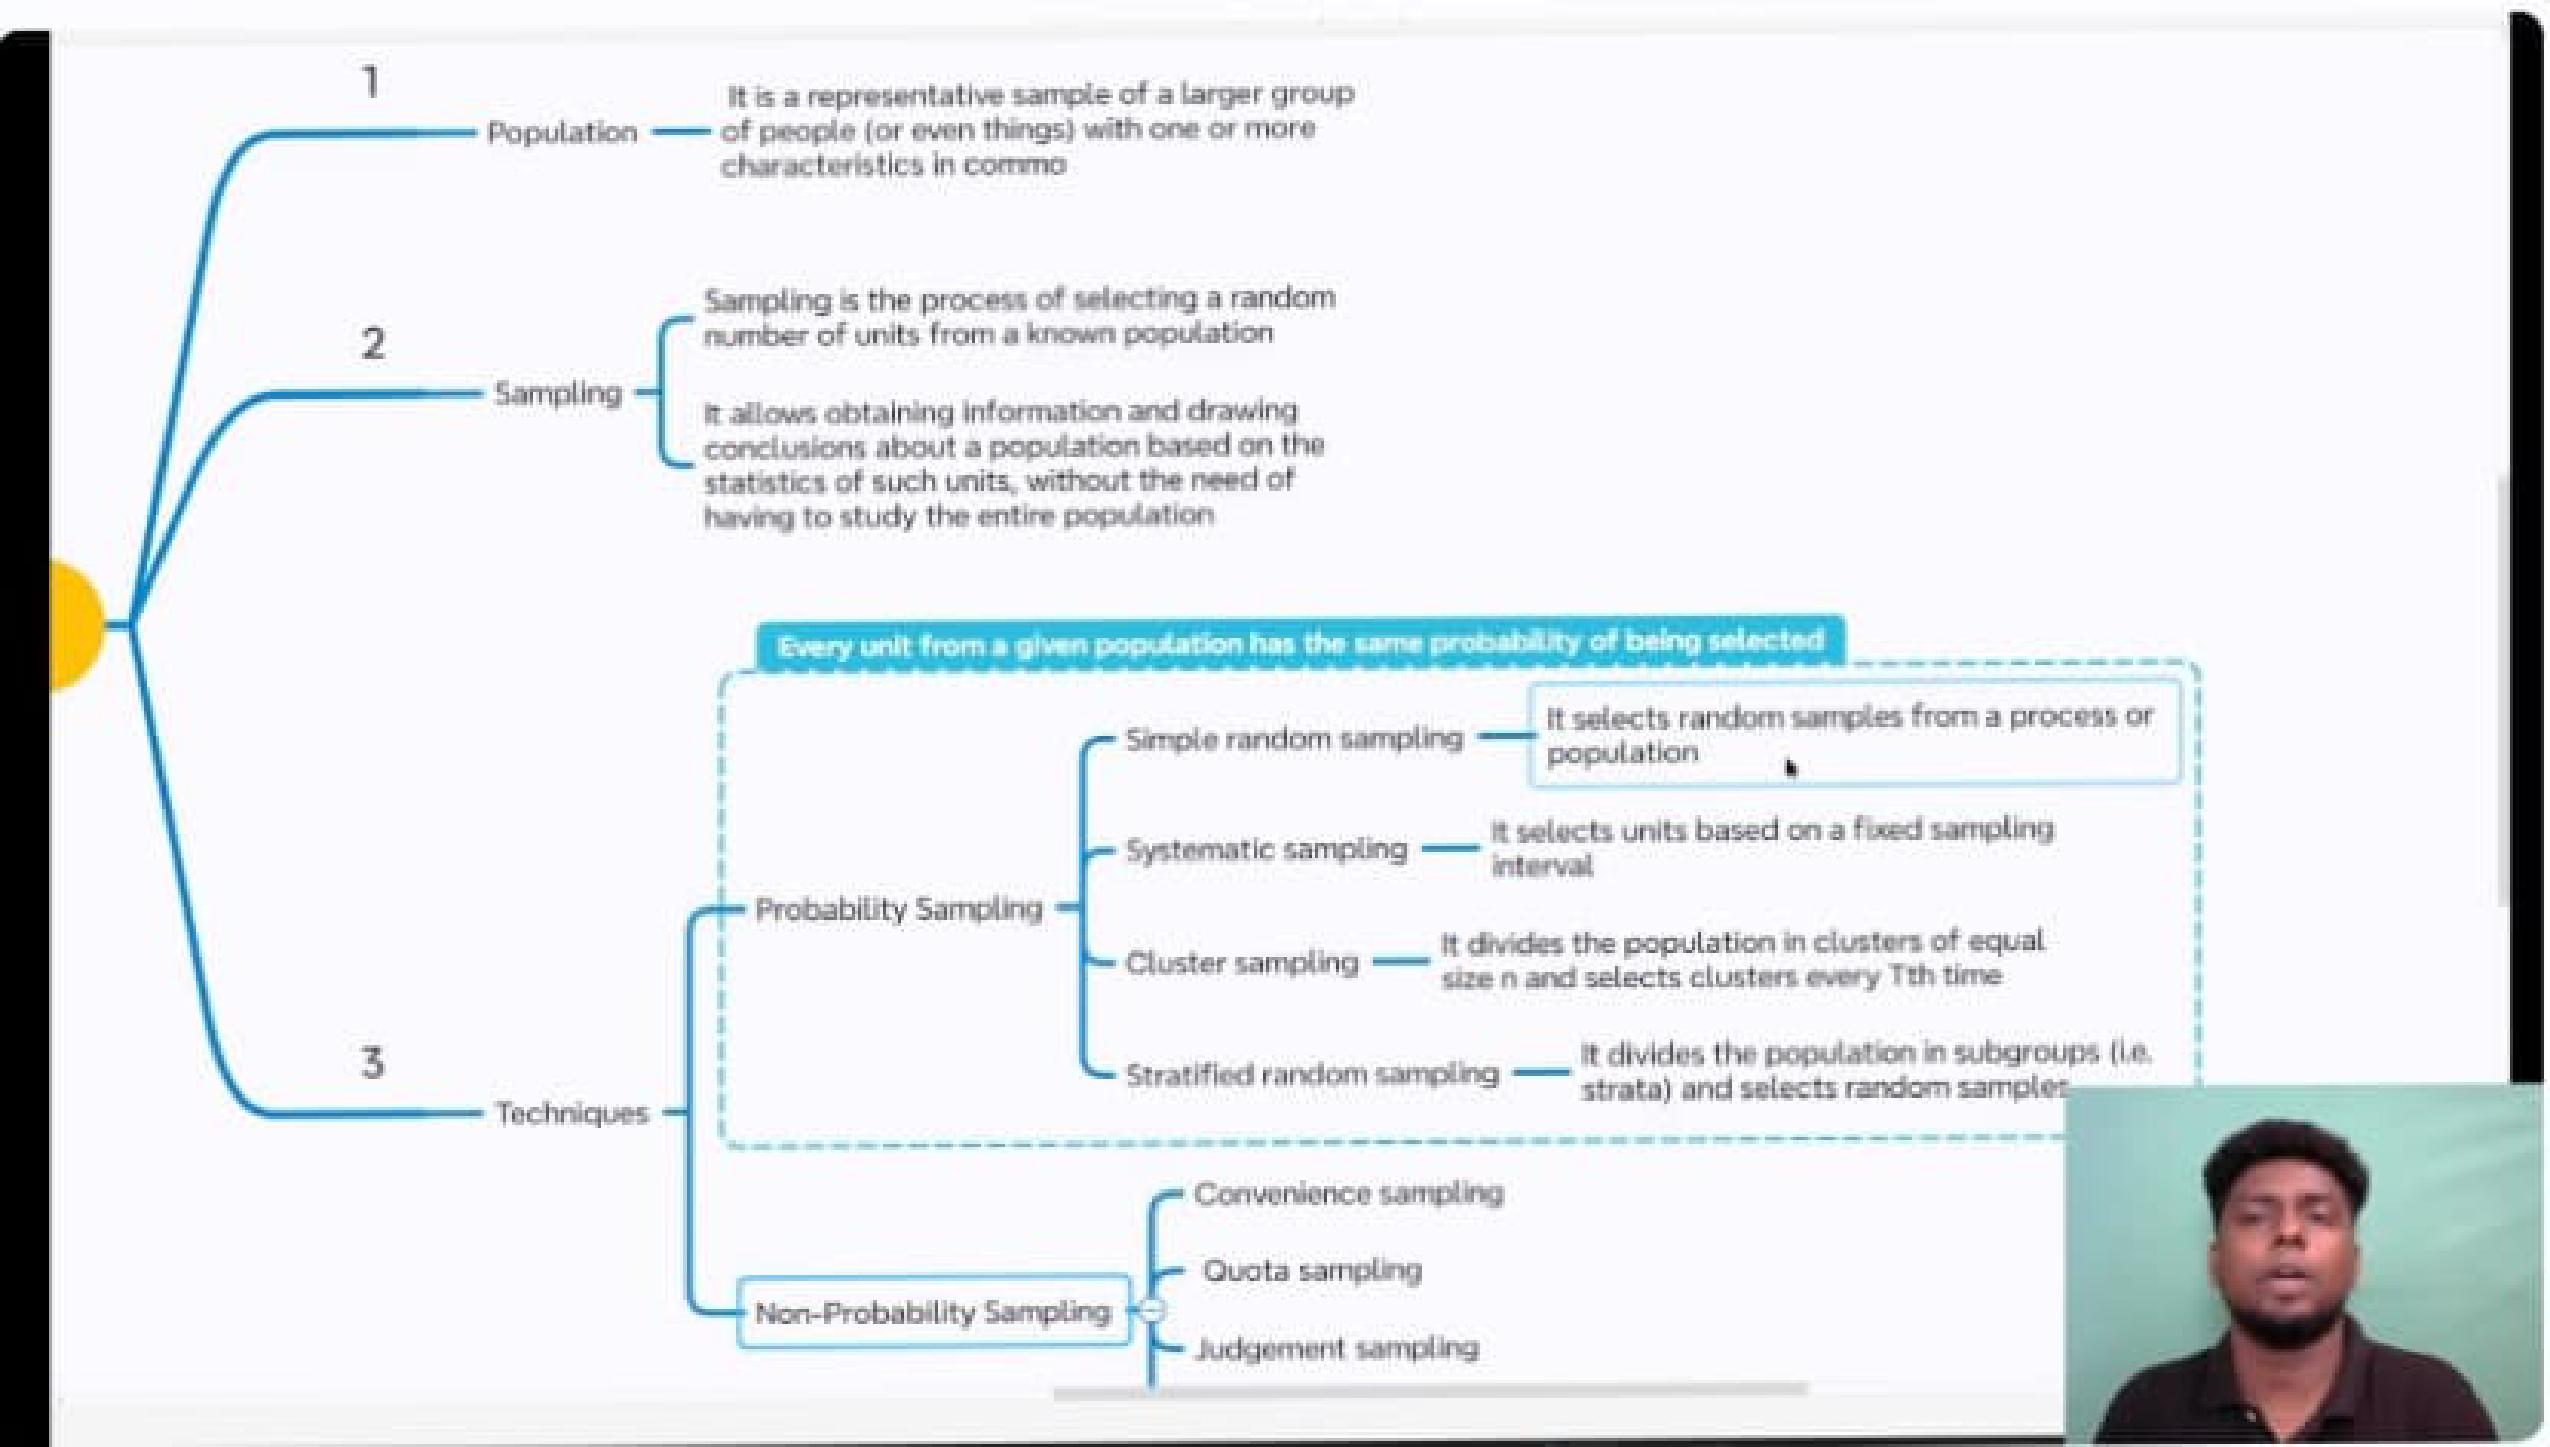 1
Population
It is a representative sample of a larger group
of people (or even things) with one or more
characteristics in commo
2
Sampling
Sampling is the process of selecting a random
number of units from a known population
It allows obtaining information and drawing
conclusions about a population based on the
statistics of such units, without the need of
having to study the entire population
3
Techniques
Every unit from a given population has the same probability of being selected
Probability Sampling
Simple random sampling
It selects random samples from a process or
population
Systematic sampling
It selects units based on a fixed sampling
interval
Cluster sampling
It divides the population in clusters of equal
size n and selects clusters every Tth time
Stratified random sampling
It divides the population in subgroups (i.e.
strata) and selects random samples
Non-Probability Sampling
Convenience sampling
Quota sampling
Judgement sampling